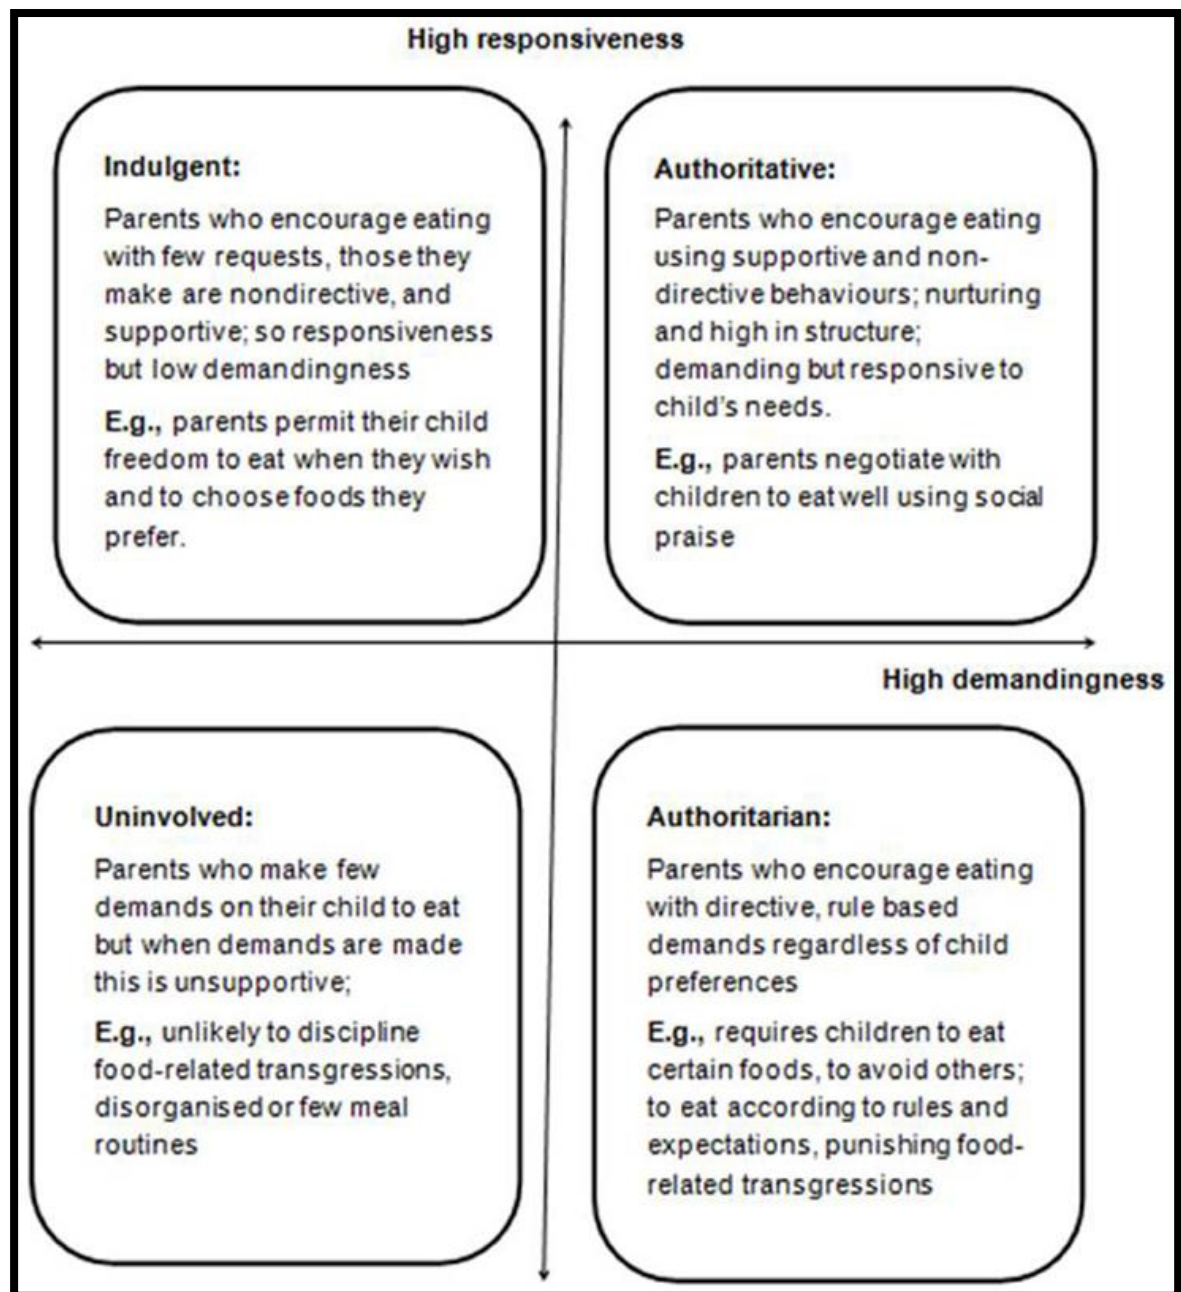 High responsiveness
Indulgent:
Parents who encourage eating
with few requests, those they
make are nondirective, and
supportive; so responsiveness
but low demandingness
E.g., parents permit their child
freedom to eat when they wish
and to choose foods they
prefer.
Authoritative:
Parents who encourage eating
using supportive and non-
directive behaviours; nurturing
and high in structure;
demanding but responsive to
child's needs.
E.g., parents negotiate with
children to eat well using social
praise
High demandingness
Uninvolved:
Parents who make few
demands on their child to eat
but when demands are made
this is unsupportive;
E.g., unlikely to discipline
food-related transgressions,
disorganised or few meal
routines
Authoritarian:
Parents who encourage eating
with directive, rule based
demands regardless of child
preferences
E.g., requires children to eat
certain foods, to avoid others;
to eat according to rules and
expectations, punishing food-
related transgressions